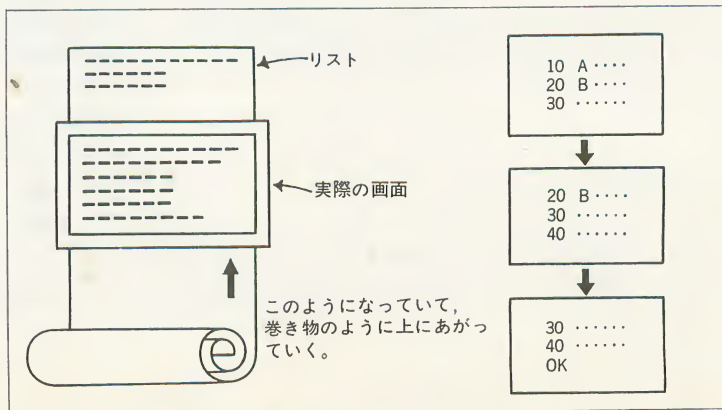 リスト
実際の画面
このようになっていて,
巻き物のように上にあがっ
ていく。
10 A ····
20 B ····
30 ······
20 B ····
30 ······
40 ······
30 ······
40 ······
OK